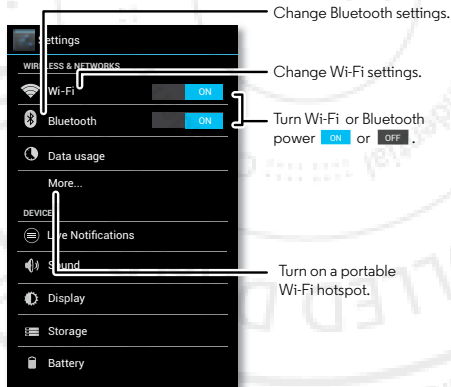 Change Bluetooth settings.
Settings
WIRELESS & NETWORKS
Wi-Fi
ON
Change Wi-Fi settings.
Bluetooth
ON
Turn Wi-Fi or Bluetooth
power ON or OFF .
Data usage
More...
DEVICE
Live Notifications
Sound
Turn on a portable
Wi-Fi hotspot.
Display
Storage
Battery